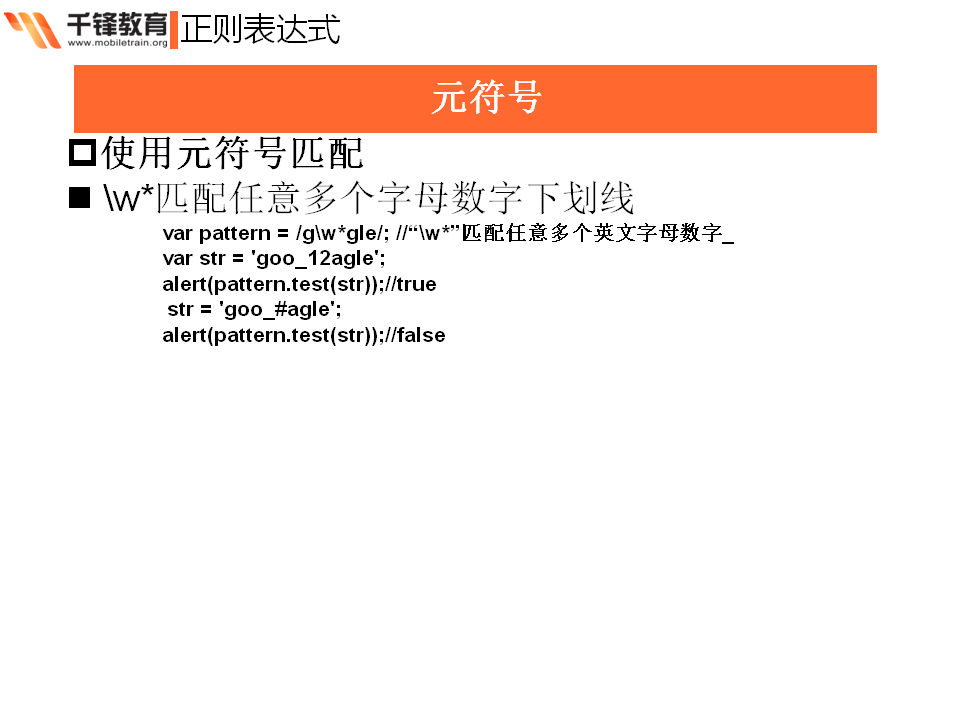 千锋教育
www.mobiletrain.org
正则表达式
元符号
使用元符号匹配
\w*匹配任意多个字母数字下划线
var pattern = /g\w*gle/; //“\w*”匹配任意多个英文字母数字_
var str = 'goo_12agle';
alert(pattern.test(str));//true
str = 'goo_#agle';
alert(pattern.test(str));//false